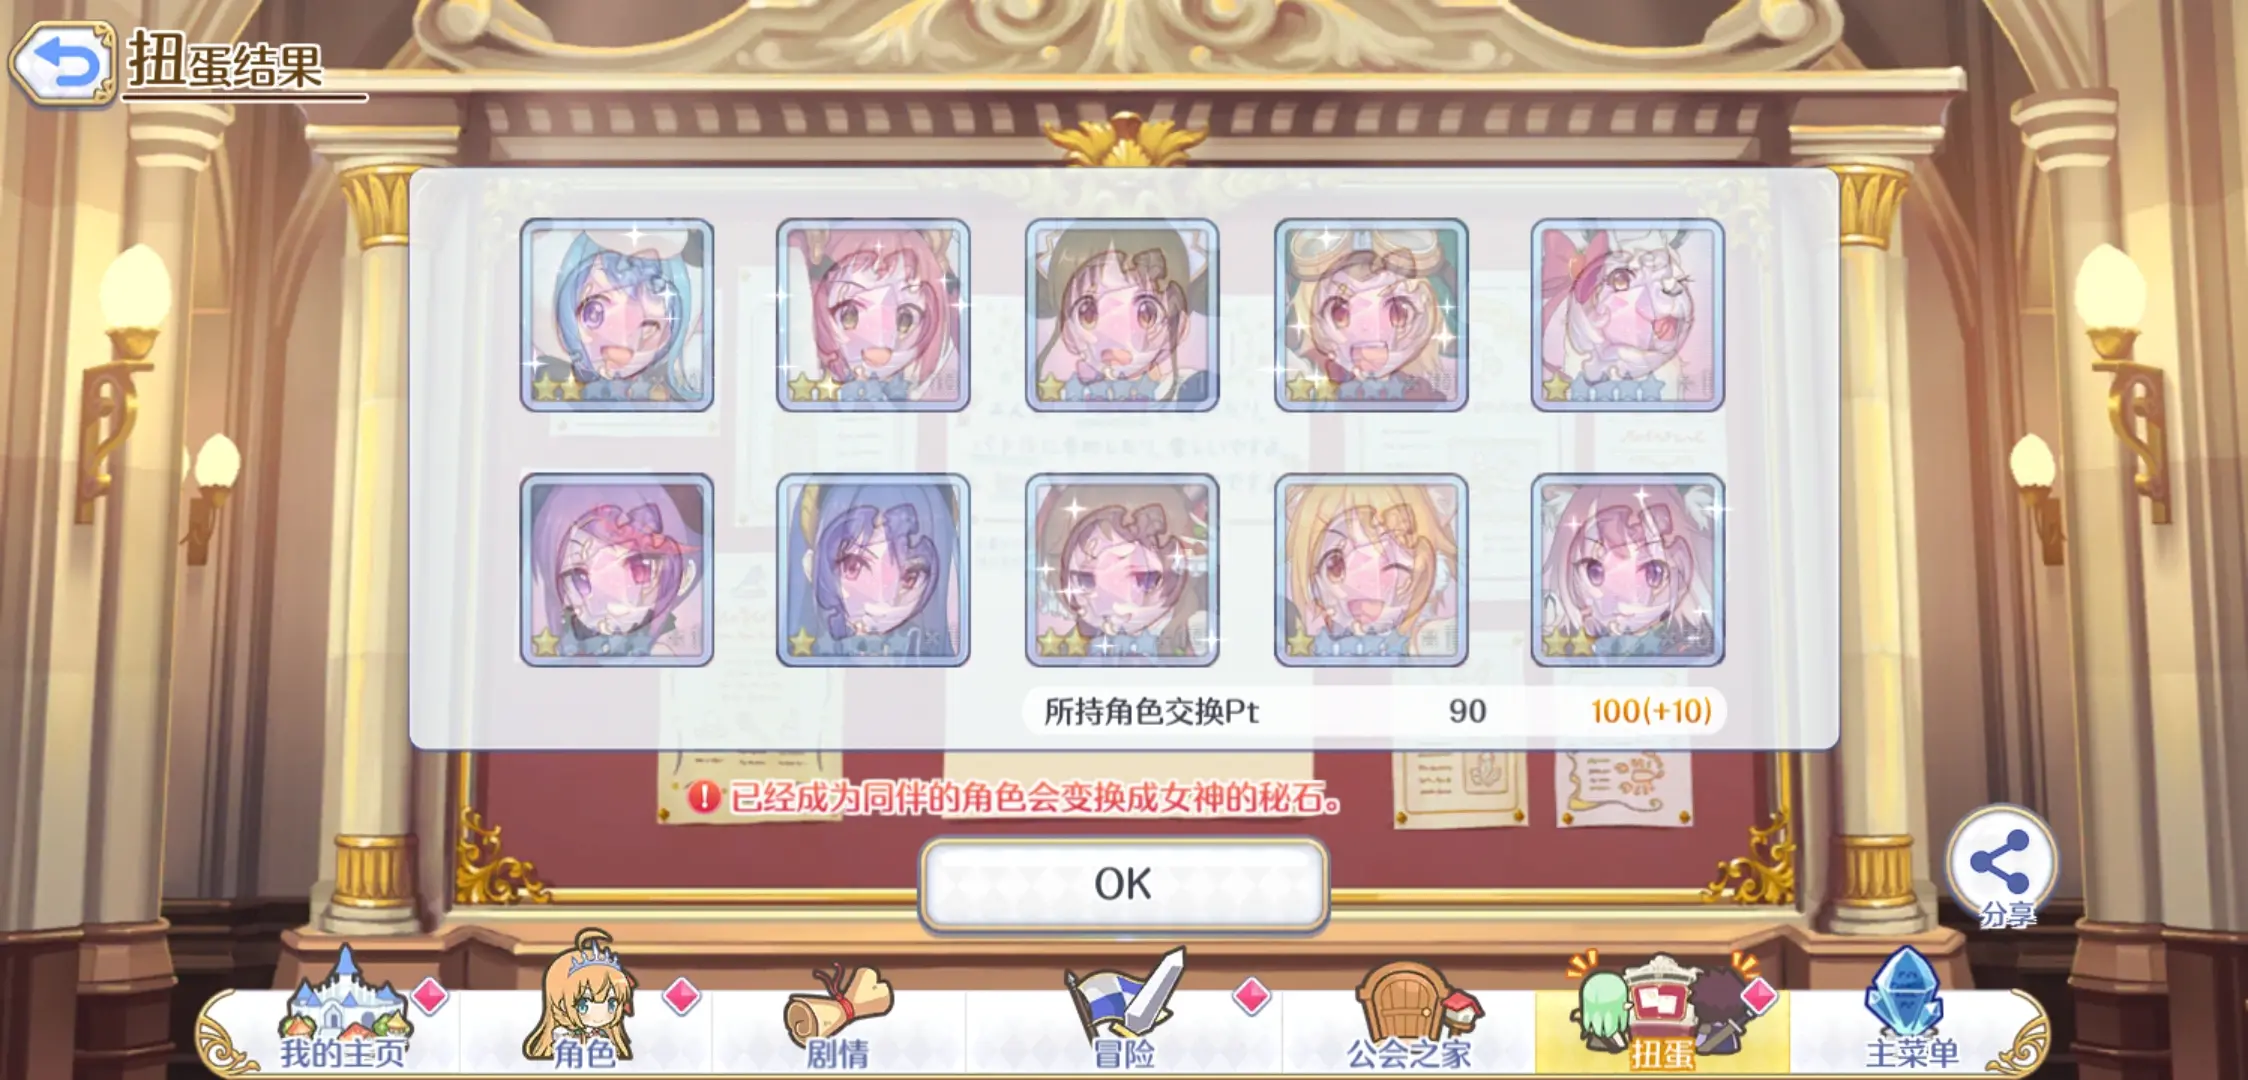 扭蛋结果
所持角色交换Pt 90 100(+10)
已经成为同伴的角色会变换成女神的秘石。
OK
分享
我的主页
角色
剧情
冒险
公会之家
扭蛋
主菜单